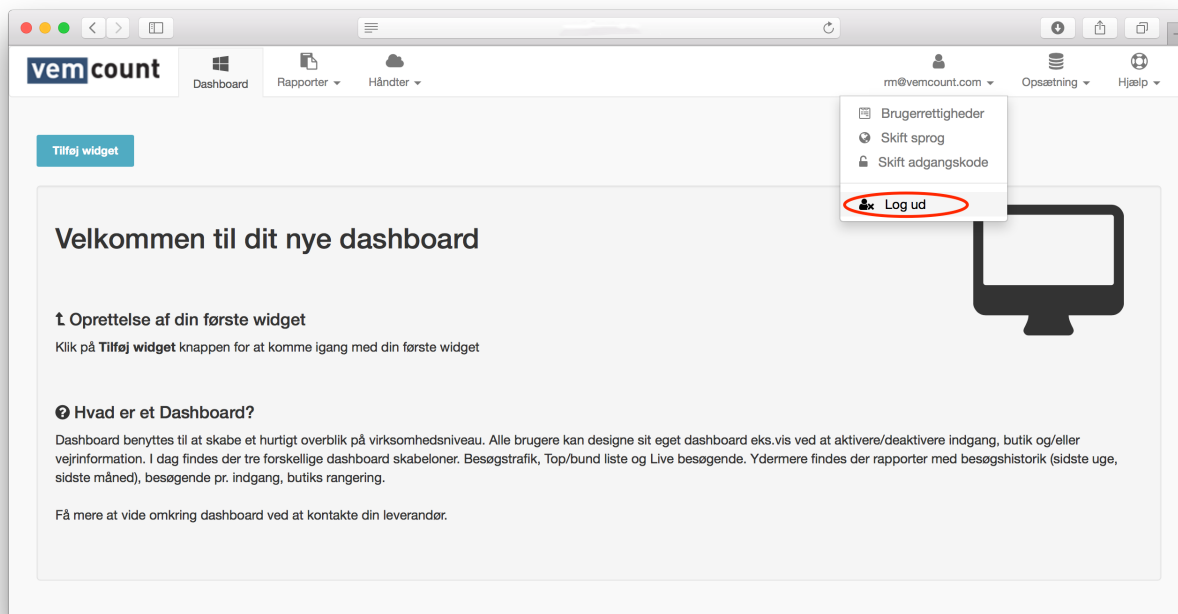 vemcount
Dashboard
Rapporter
Håndter
rm@vemcount.com
Opsætning
Hjælp
Brugerrettigheder
Skift sprog
Skift adgangskode
Log ud
Tilføj widget
Velkommen til dit nye dashboard
Oprettelse af din første widget
Klik på Tilføj widget knappen for at komme igang med din første widget
Hvad er et Dashboard?
Dashboard benyttes til at skabe et hurtigt overblik på virksomhedsniveau. Alle brugere kan designe sit eget dashboard eks.vis ved at aktivere/deaktivere indgang, butik og/eller
vejrinformation. I dag findes der tre forskellige dashboard skabeloner. Besøgstrafik, Top/bund liste og Live besøgende. Ydermere findes der rapporter med besøgshistorik (sidste uge,
sidste måned), besøgende pr. indgang, butiks rangering.
Få mere at vide omkring dashboard ved at kontakte din leverandør.